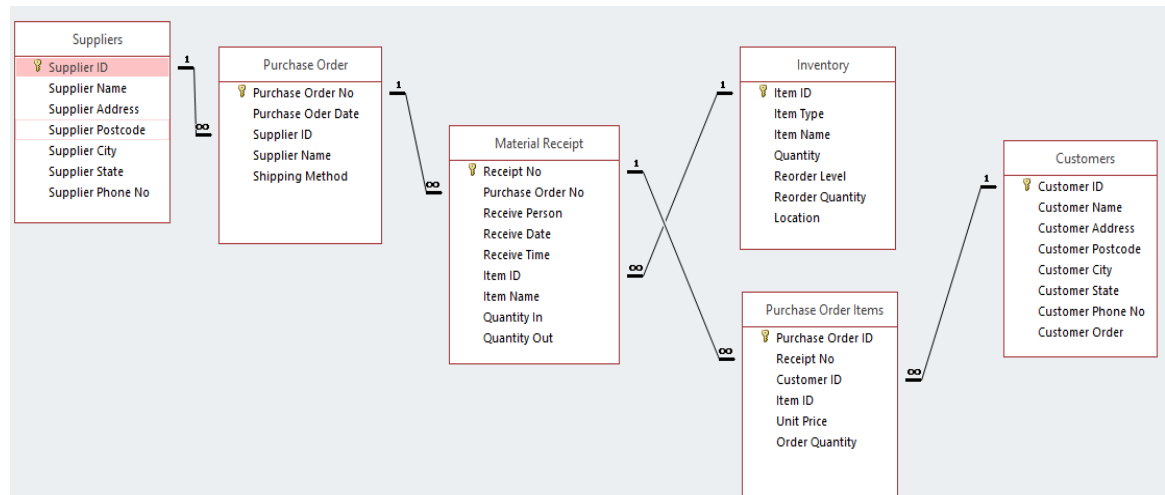 Suppliers
Supplier ID
Supplier Name
Supplier Address
Supplier Postcode
Supplier City
Supplier State
Supplier Phone No
1
∞
Purchase Order
Purchase Order No
Purchase Oder Date
Supplier ID
Supplier Name
Shipping Method
1
∞
Material Receipt
Receipt No
Purchase Order No
Receive Person
Receive Date
Receive Time
Item ID
Item Name
Quantity In
Quantity Out
1
∞
1
∞
Inventory
Item ID
Item Type
Item Name
Quantity
Reorder Level
Reorder Quantity
Location
Purchase Order Items
Purchase Order ID
Receipt No
Customer ID
Item ID
Unit Price
Order Quantity
1
∞
Customers
Customer ID
Customer Name
Customer Address
Customer Postcode
Customer City
Customer State
Customer Phone No
Customer Order